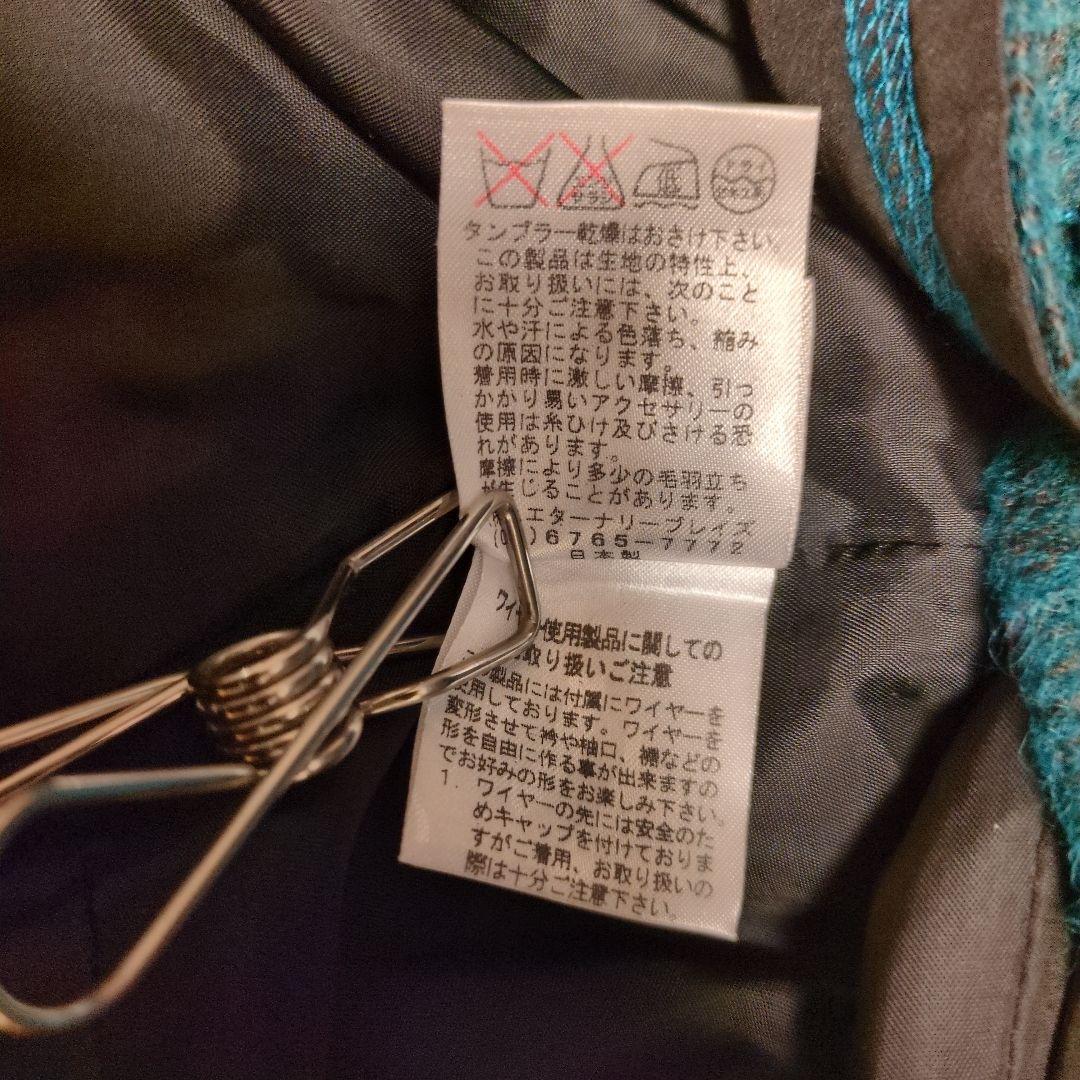 エンソ
サラシ
中
ドライ
セキユ系
タンブラー乾燥はおさけ下さい。
この製品は生地の特性上、
お取り扱いには、次のこと
に十分ご注意下さい。
水や汗による色落ち、縮み
の原因になります。
着用時に激しい摩擦、引っ
かかり易いアクセサリーの
使用は糸ひけ及びさける恐
れがあります。
摩擦により多少の毛羽立ち
が生じることがあります。
エターナリーブレイズ
6765-7772
日本製
使用製品に関しての
取り扱いご注意
製品には付属にワイヤーを
使用しております。ワイヤーを
変形させて衿や袖口、裾などの
形を自由に作る事が出来ますの
でお好みの形をお楽しみ下さい。
1. ワイヤーの先には安全のた
めキャップを付けておりま
すがご着用、お取り扱いの
際は十分ご注意下さい。